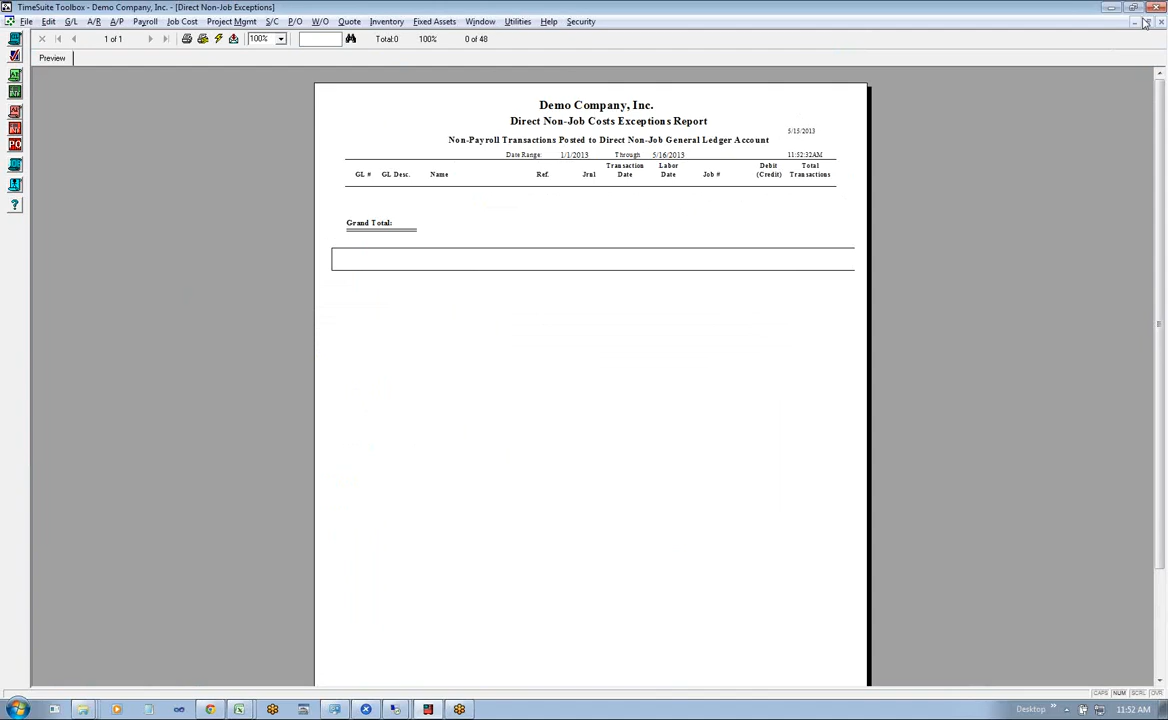 TimeSuite Toolbox - Demo Company, Inc. - [Direct Non-Job Exceptions]
File Edit G/L A/R A/P Payroll Job Cost Project Mgmt S/C P/O W/O Quote Inventory Fixed Assets Window Utilities Help Security
1 of 1 100% Total:0 100% 0 of 48
Preview
Demo Company, Inc.
Direct Non-Job Costs Exceptions Report
5/15/2013
Non-Payroll Transactions Posted to Direct Non-Job General Ledger Account
Date Range: 1/1/2013 Through 5/16/2013 11:52:32AM
Transaction Labor Debit Total
GL # GL Desc. Name Ref. Jrnl Date Date Job # (Credit) Transactions
Grand Total:
PO
?
CAPS NUM SCRL OVR
Desktop 11:52 AM